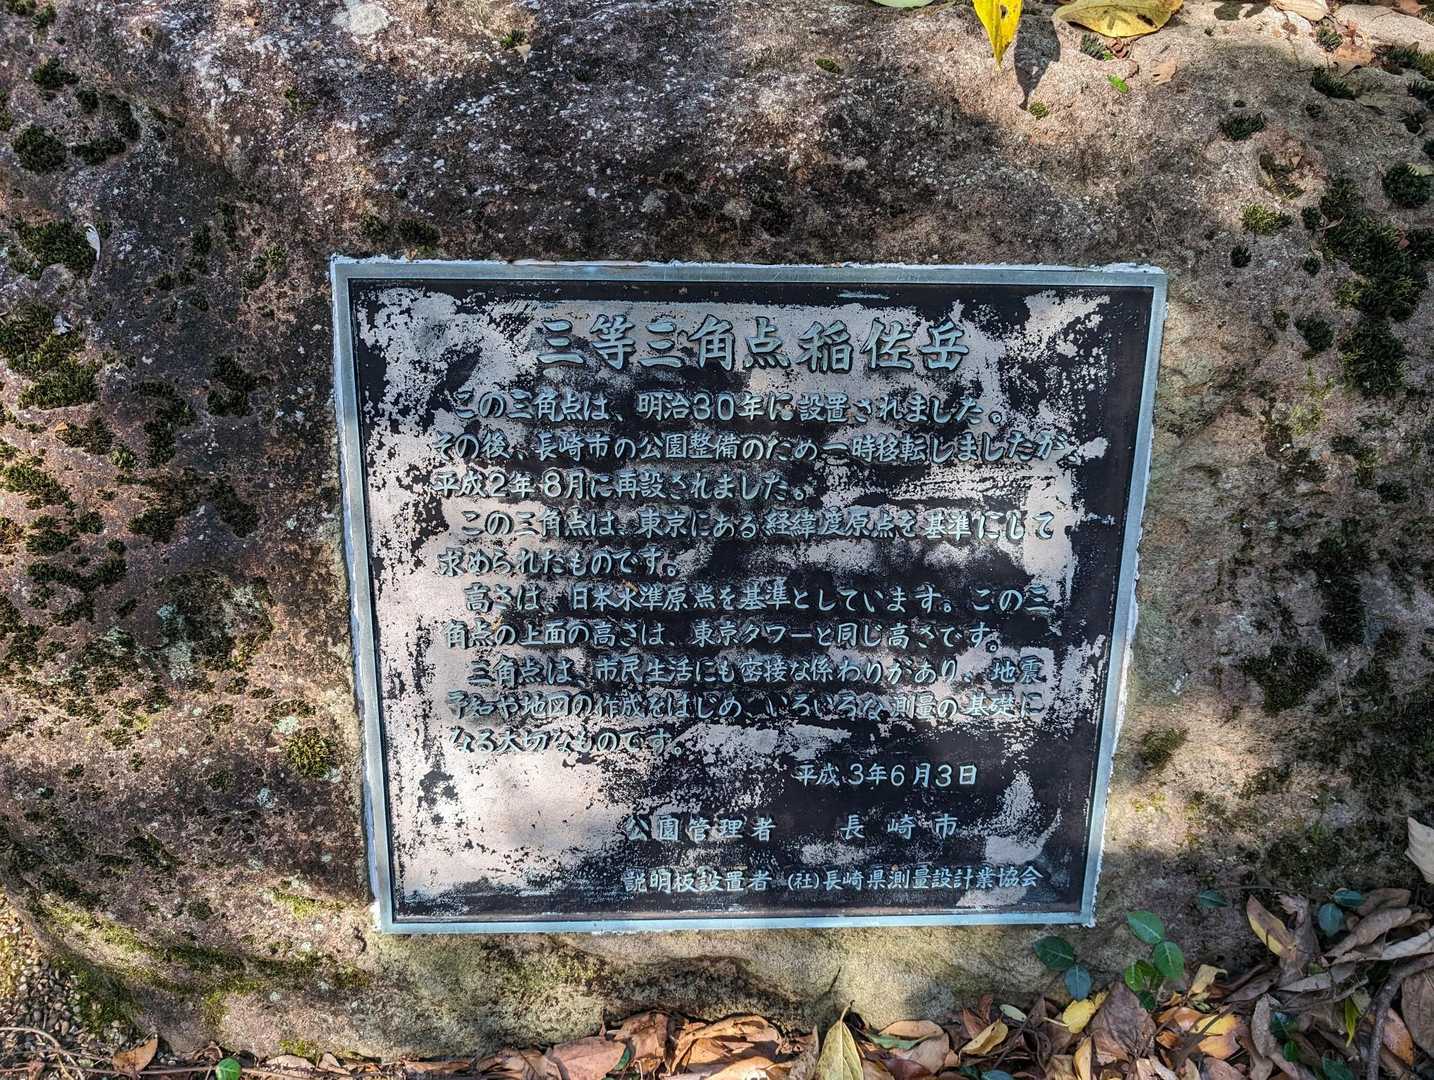 三等三角点稲佐岳
この三角点は、明治30年に設置されました。
その後、長崎市の公園整備のため一時移転しましたが、
平成2年8月に再設されました。
この三角点は、東京にある経緯度原点を基準にして
求められたものです。
高さは、日本水準原点を基準としています。この三
角点の上面の高さは、東京タワーと同じ高さです。
三角点は、市民生活にも密接な係わりがあり、地震
予知や地図の作成をはじめ、いろいろな測量の基礎に
なる大切なものです。
平成3年6月3日
公園管理者 長崎市
説明板設置者 (社)長崎県測量設計業協会